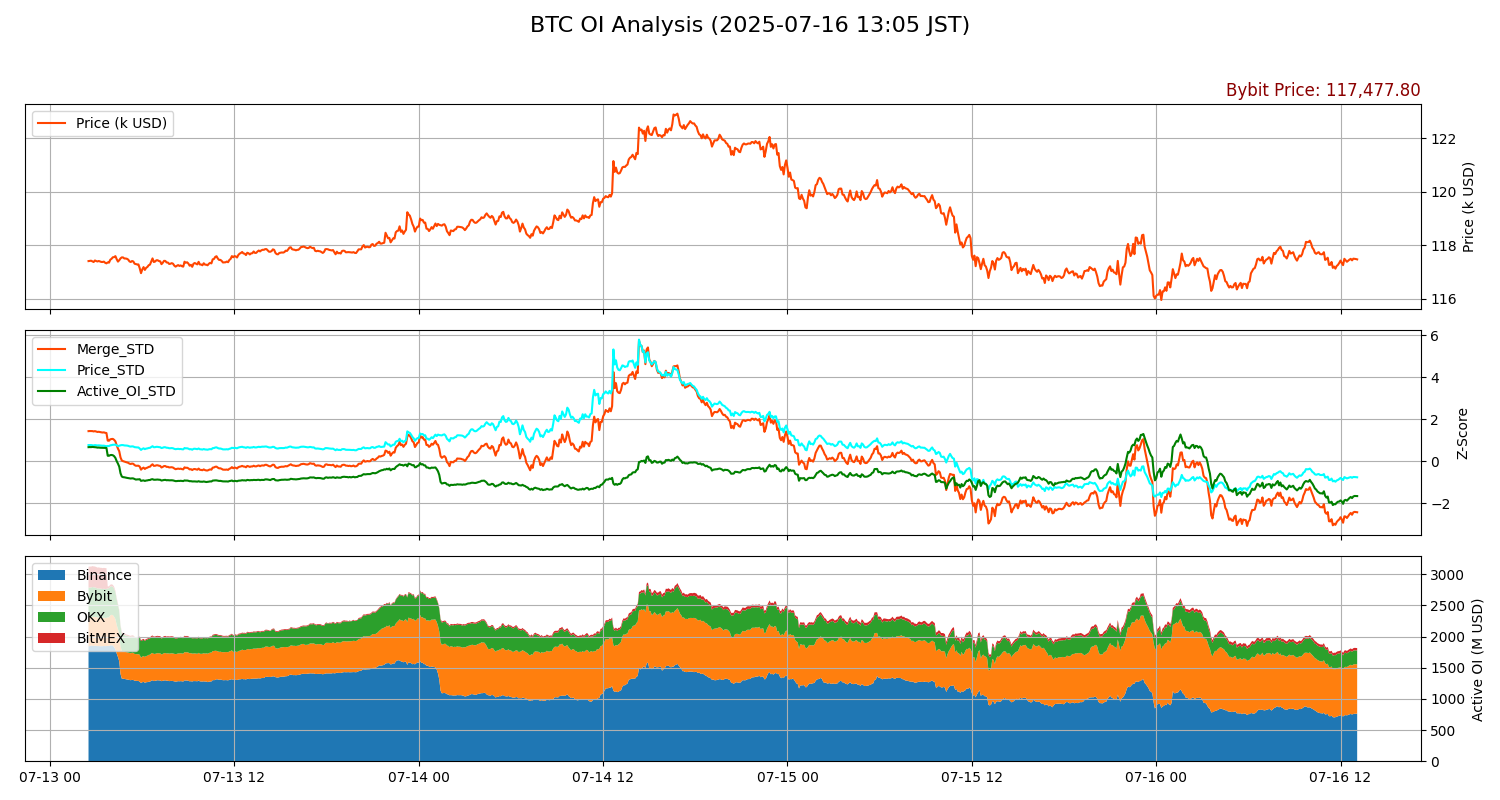 BTC OI Analysis (2025-07-16 13:05 JST)
Bybit Price: 117,477.80
Price (k USD)
122
120
118
116
Price (k USD)
Merge_STD
Price_STD
Active_OI_STD
6
4
2
0
−2
Z-Score
Binance
Bybit
OKX
BitMEX
3000
2500
2000
1500
1000
500
0
Active OI (M USD)
07-13 00
07-13 12
07-14 00
07-14 12
07-15 00
07-15 12
07-16 00
07-16 12